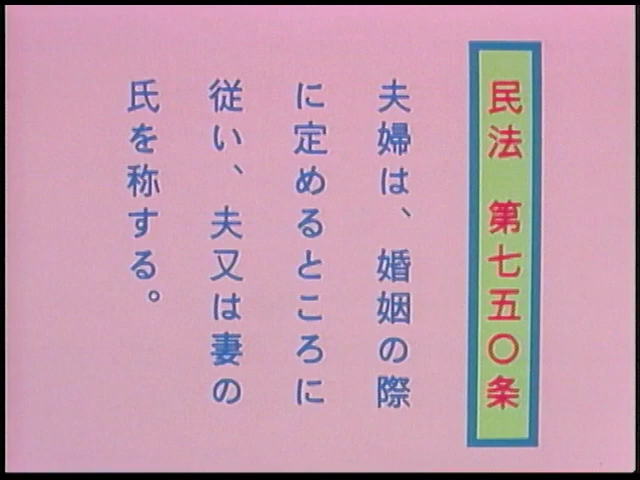 民法 第七五〇条
夫婦は、婚姻の際
に定めるところに
従い、夫又は妻の
氏を称する。